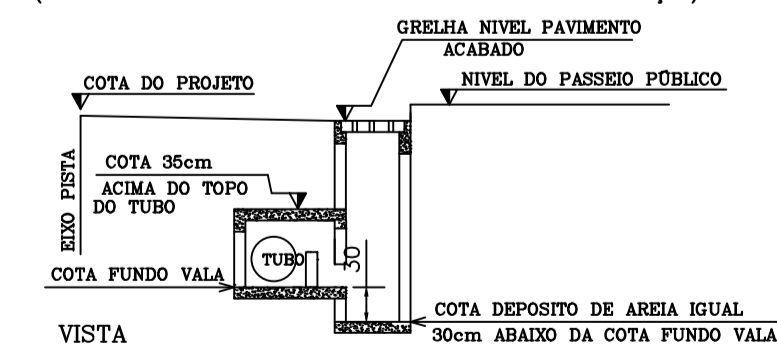 GRELHA NIVEL PAVIMENTO
ACABADO
COTA DO PROJETO
NIVEL DO PASSEIO PÚBLICO
COTA 35cm
ACIMA DO TOPO
DO TUBO
EIXO PISTA
TUBO
30
COTA FUNDO VALA
COTA DEPOSITO DE AREIA IGUAL
30cm ABAIXO DA COTA FUNDO VALA
VISTA